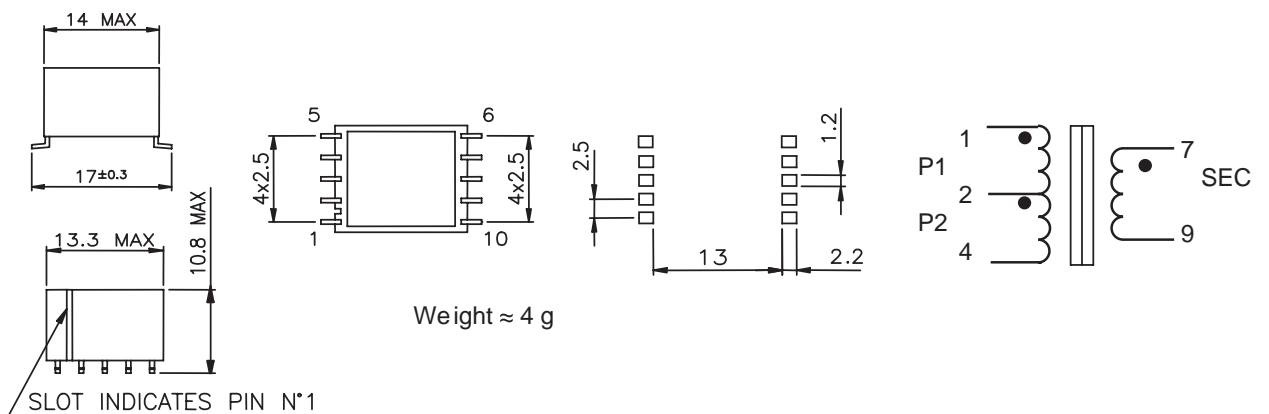 14 MAX
17±0.3
13.3 MAX
10.8 MAX
SLOT INDICATES PIN N°1
5
6
4x2.5
4x2.5
1
10
Weight ≈ 4 g
2.5
1.2
13
2.2
1
P1
2
P2
4
7
SEC
9